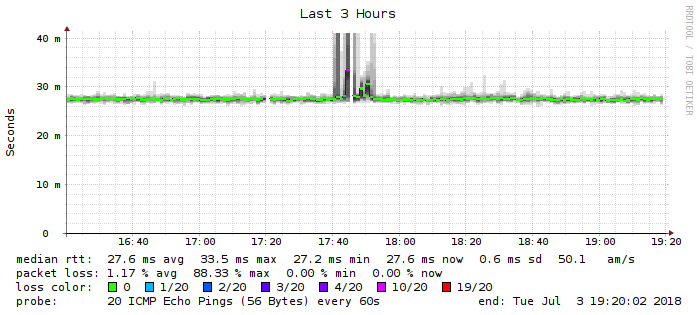 Last 3 Hours
RRDTOOL / TOBI OETIKER
Seconds
40 m
30 m
20 m
10 m
0
16:40 17:00 17:20 17:40 18:00 18:20 18:40 19:00 19:20
median rtt: 27.6 ms avg 33.5 ms max 27.2 ms min 27.6 ms now 0.6 ms sd 50.1 am/s
packet loss: 1.17 % avg 88.33 % max 0.00 % min 0.00 % now
loss color: 0 1/20 2/20 3/20 4/20 10/20 19/20
probe: 20 ICMP Echo Pings (56 Bytes) every 60s end: Tue Jul 3 19:20:02 2018